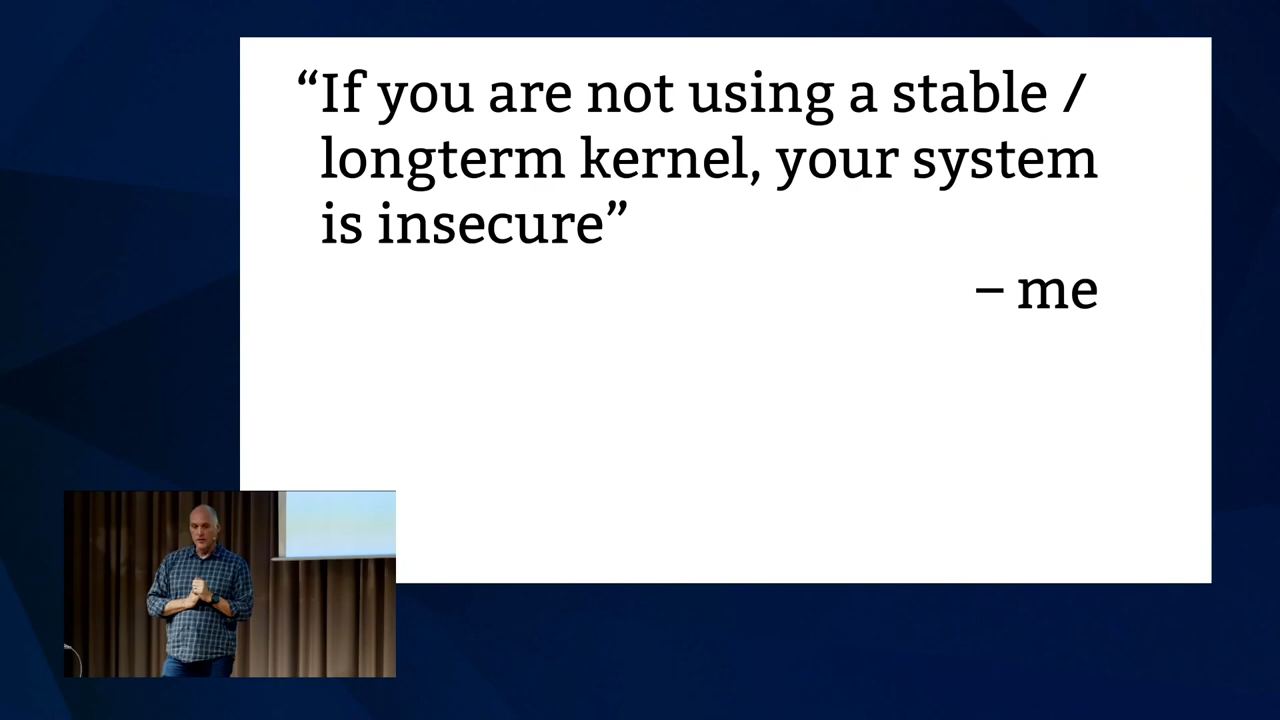 “If you are not using a stable /
longterm kernel, your system
is insecure”
– me